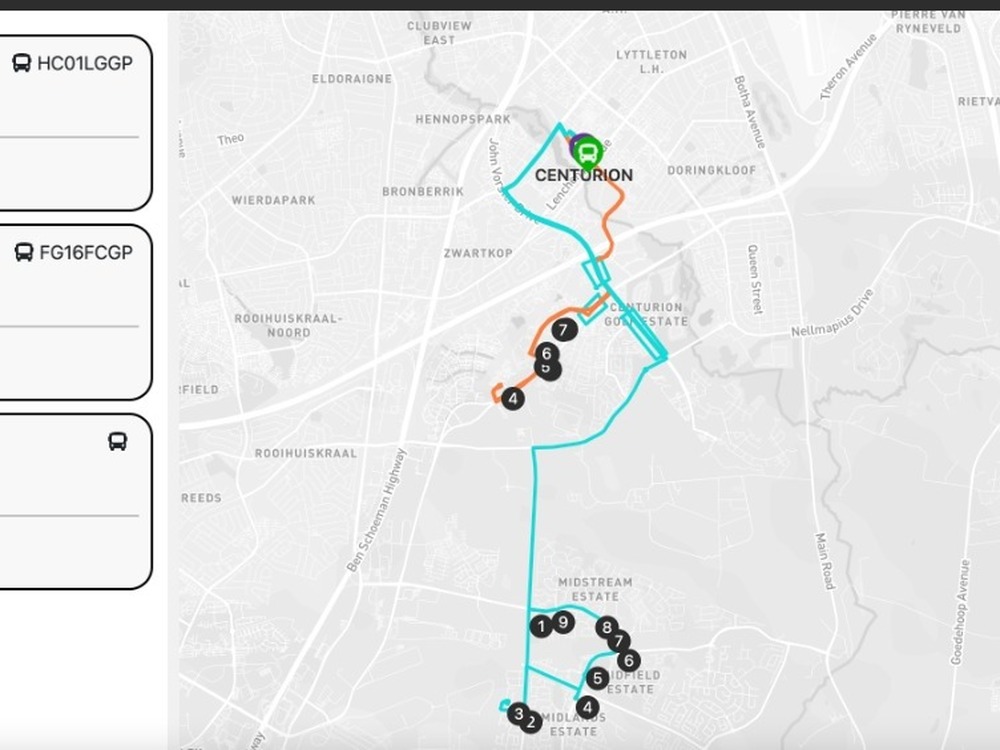 HC01LGGP
FG16FCGP
PIERRE VAN
RYNEVELD
CLUBVIEW
EAST
LYTTLETON
L.H.
Theron Avenue
ELDORAIGNE
Botha Avenue
RIETVA
HENNOPSPARK
Theo
John Vorster Drive
CENTURION
DORINGKLOOF
BRONBERRIK
WIERDAPARK
ZWARTKOP
Queen Street
ROOIHUISKRAAL-
NOORD
CENTURION
GOLF ESTATE
Nellmapius Drive
7
6
5
4
RFIELD
ROOIHUISKRAAL
REEDS
Ben Schoeman Highway
Main Road
Goedehoop Avenue
MIDSTREAM
ESTATE
1
9
8
7
6
5
MIDFIELD
ESTATE
4
3
2
MIDLANDS
ESTATE
way